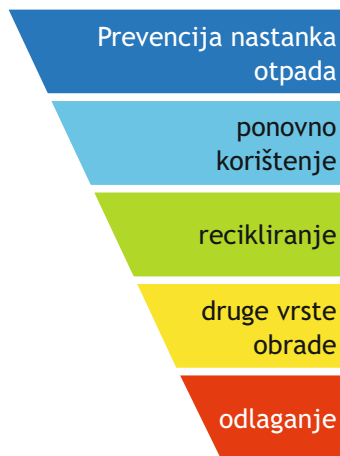 Prevencija nastanka
otpada
ponovno
korištenje
recikliranje
druge vrste
obrade
odlaganje